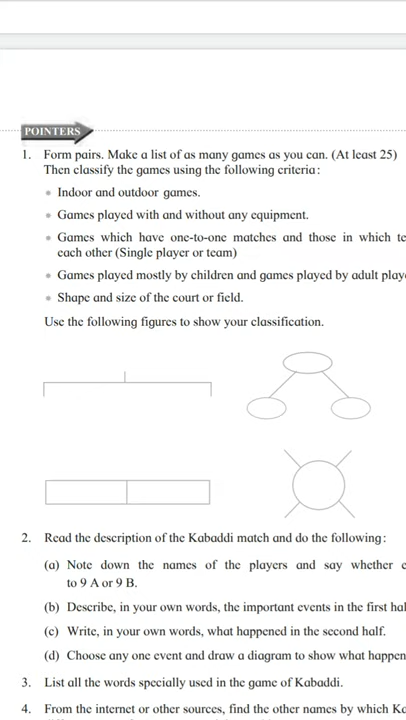 POINTERS
1. Form pairs. Make a list of as many games as you can. (At least 25)
Then classify the games using the following criteria:
• Indoor and outdoor games.
• Games played with and without any equipment.
• Games which have one-to-one matches and those in which te
each other (Single player or team)
• Games played mostly by children and games played by adult play
• Shape and size of the court or field.
Use the following figures to show your classification.
2. Read the description of the Kabaddi match and do the following:
(a) Note down the names of the players and say whether
to 9 A or 9 B.
(b) Describe, in your own words, the important events in the first hal
(c) Write, in your own words, what happened in the second half.
(d) Choose any one event and draw a diagram to show what happen
3. List all the words specially used in the game of Kabaddi.
4. From the internet or other sources, find the other names by which Ka